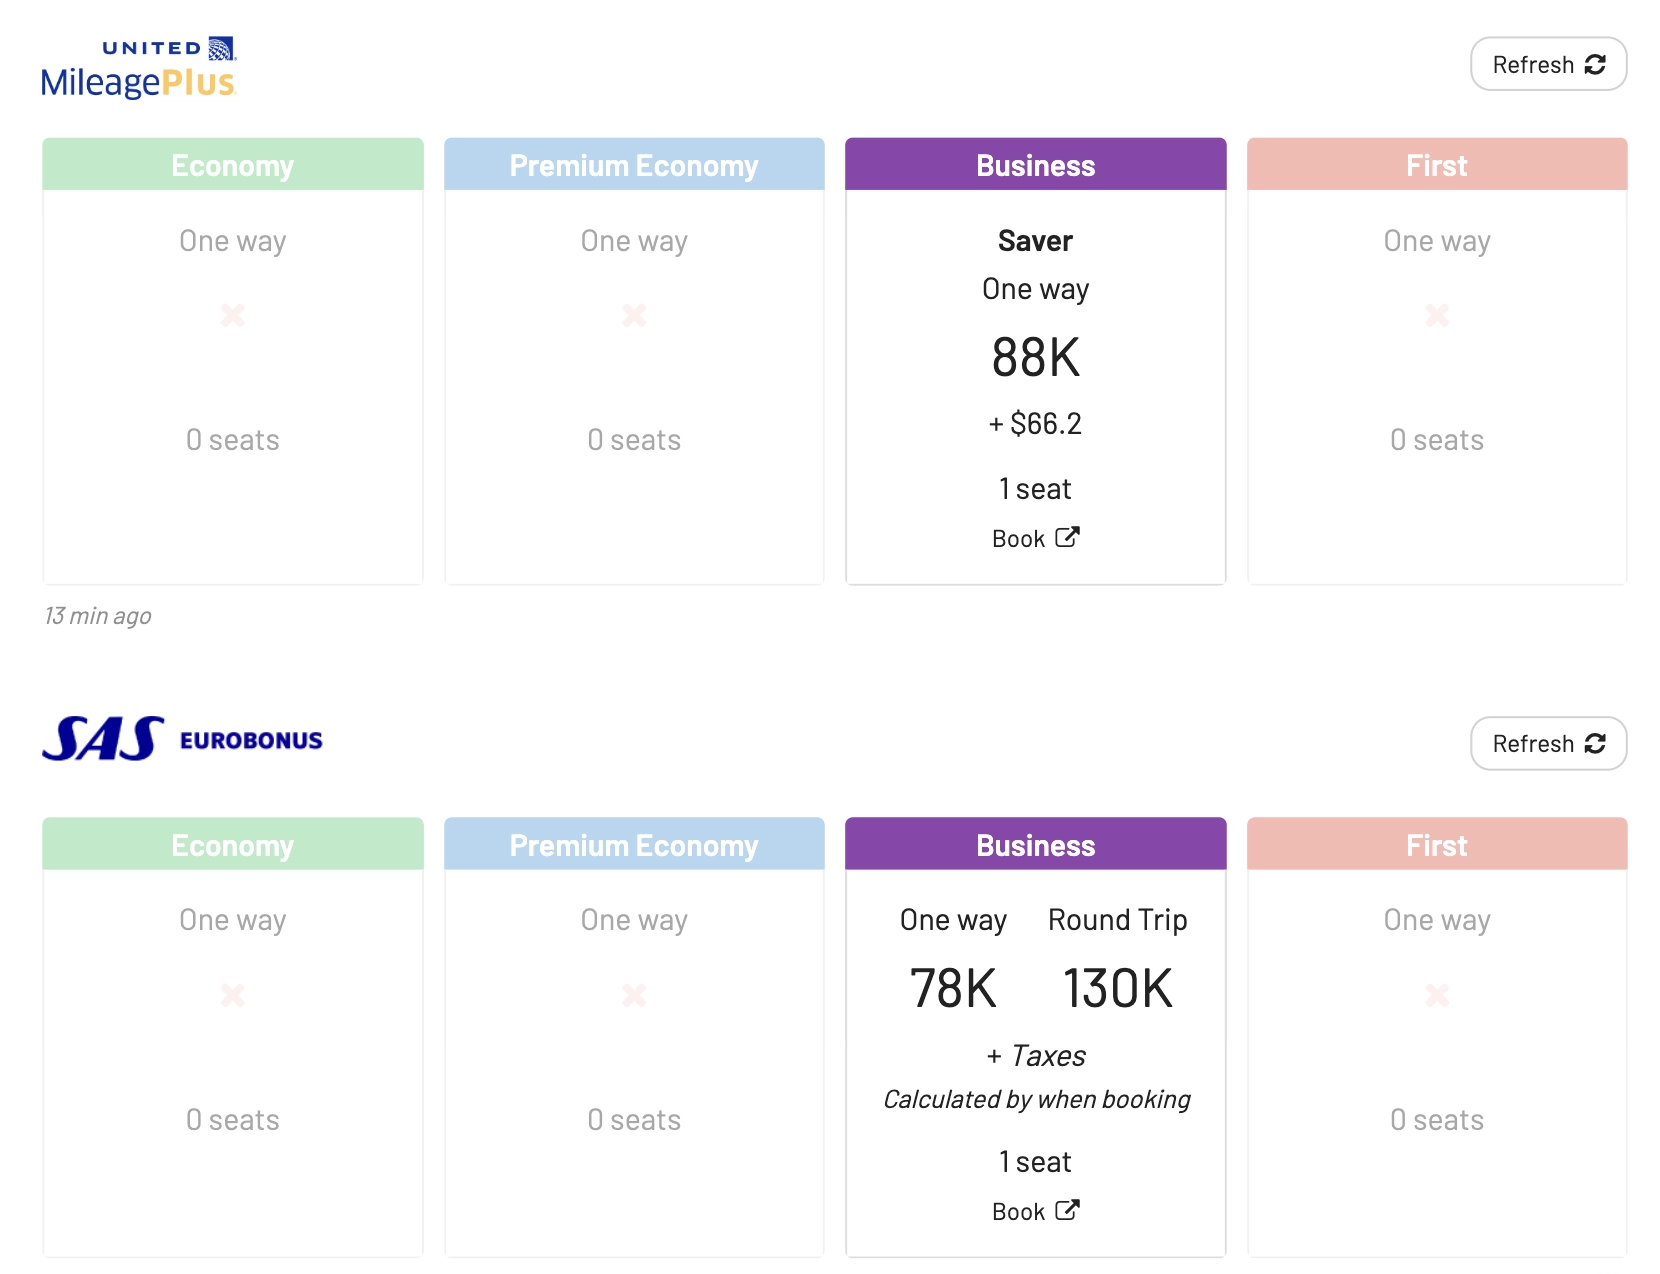 UNITED
MileagePlus
Refresh
Economy
One way
0 seats
Premium Economy
One way
0 seats
Business
Saver
One way
88K
+ $66.2
1 seat
Book
First
One way
0 seats
13 min ago
SAS EUROBONUS
Refresh
Economy
One way
0 seats
Premium Economy
One way
0 seats
Business
One way Round Trip
78K 130K
+ Taxes
Calculated by when booking
1 seat
Book
First
One way
0 seats